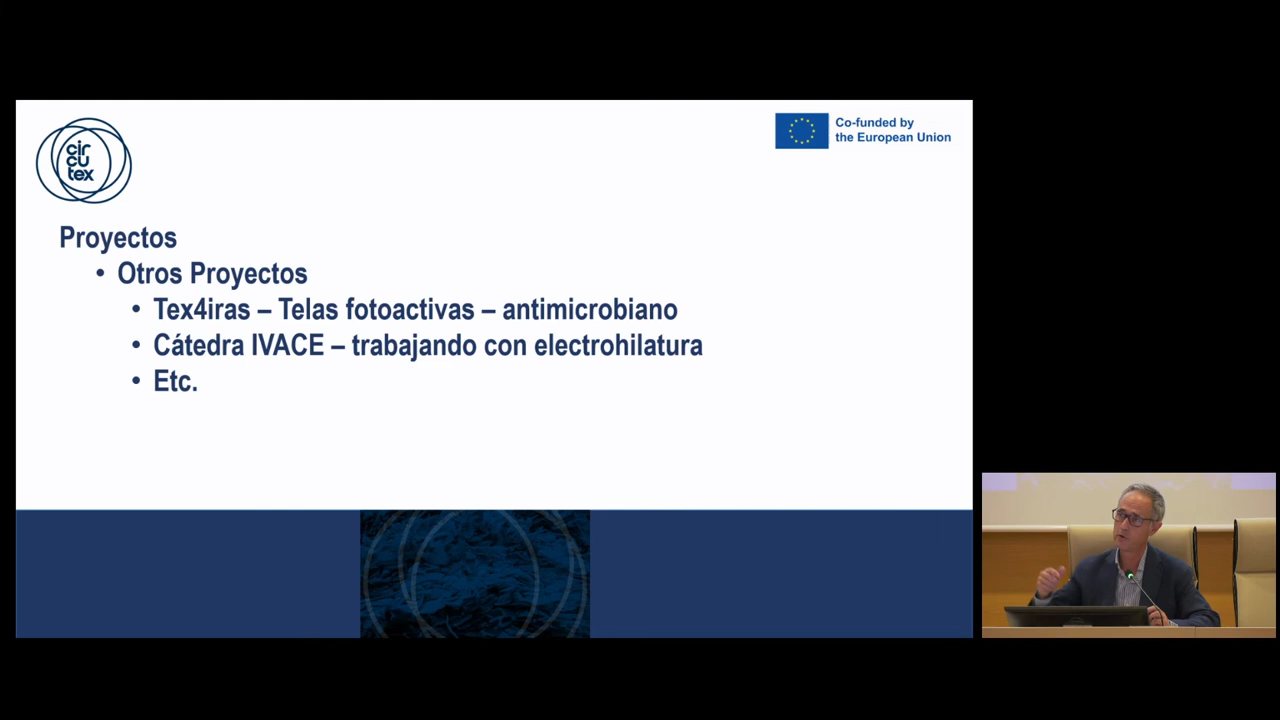 cir
cu
tex
Co-funded by
the European Union
Proyectos
• Otros Proyectos
• Tex4iras – Telas fotoactivas – antimicrobiano
• Cátedra IVACE – trabajando con electrohilatura
• Etc.